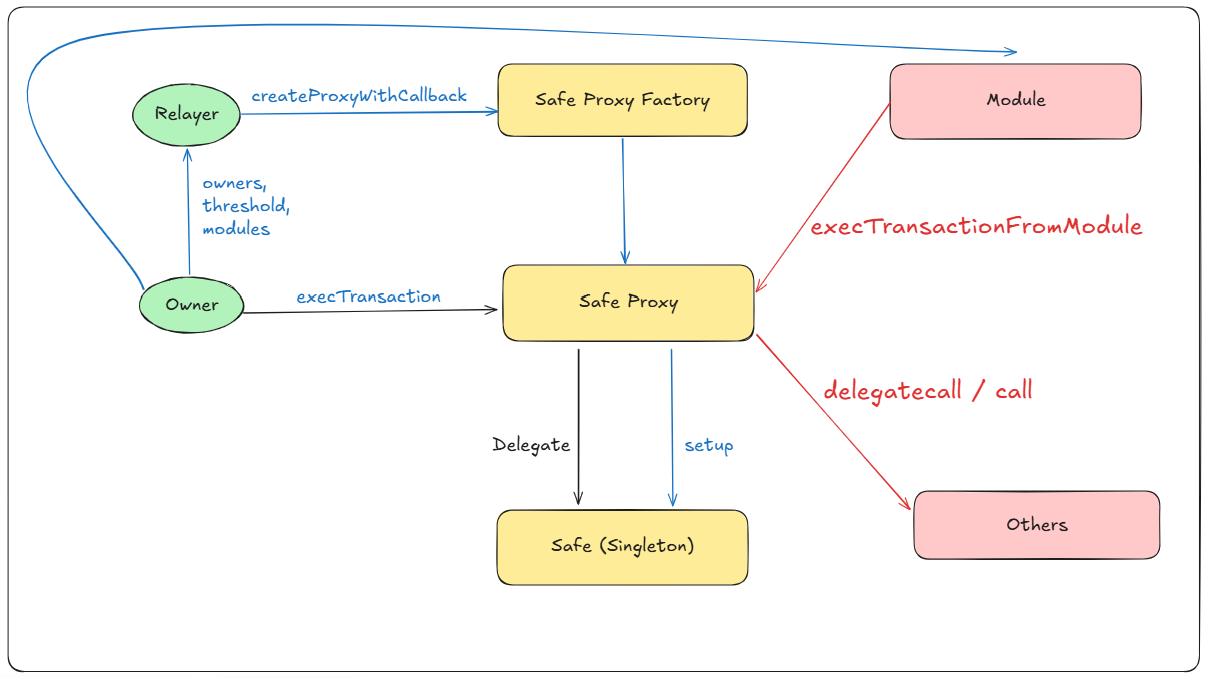 createProxyWithCallback
Safe Proxy Factory
Module
Relayer
owners,
threshold,
modules
execTransactionFromModule
Owner
execTransaction
Safe Proxy
delegatecall / call
Delegate
setup
Others
Safe (Singleton)